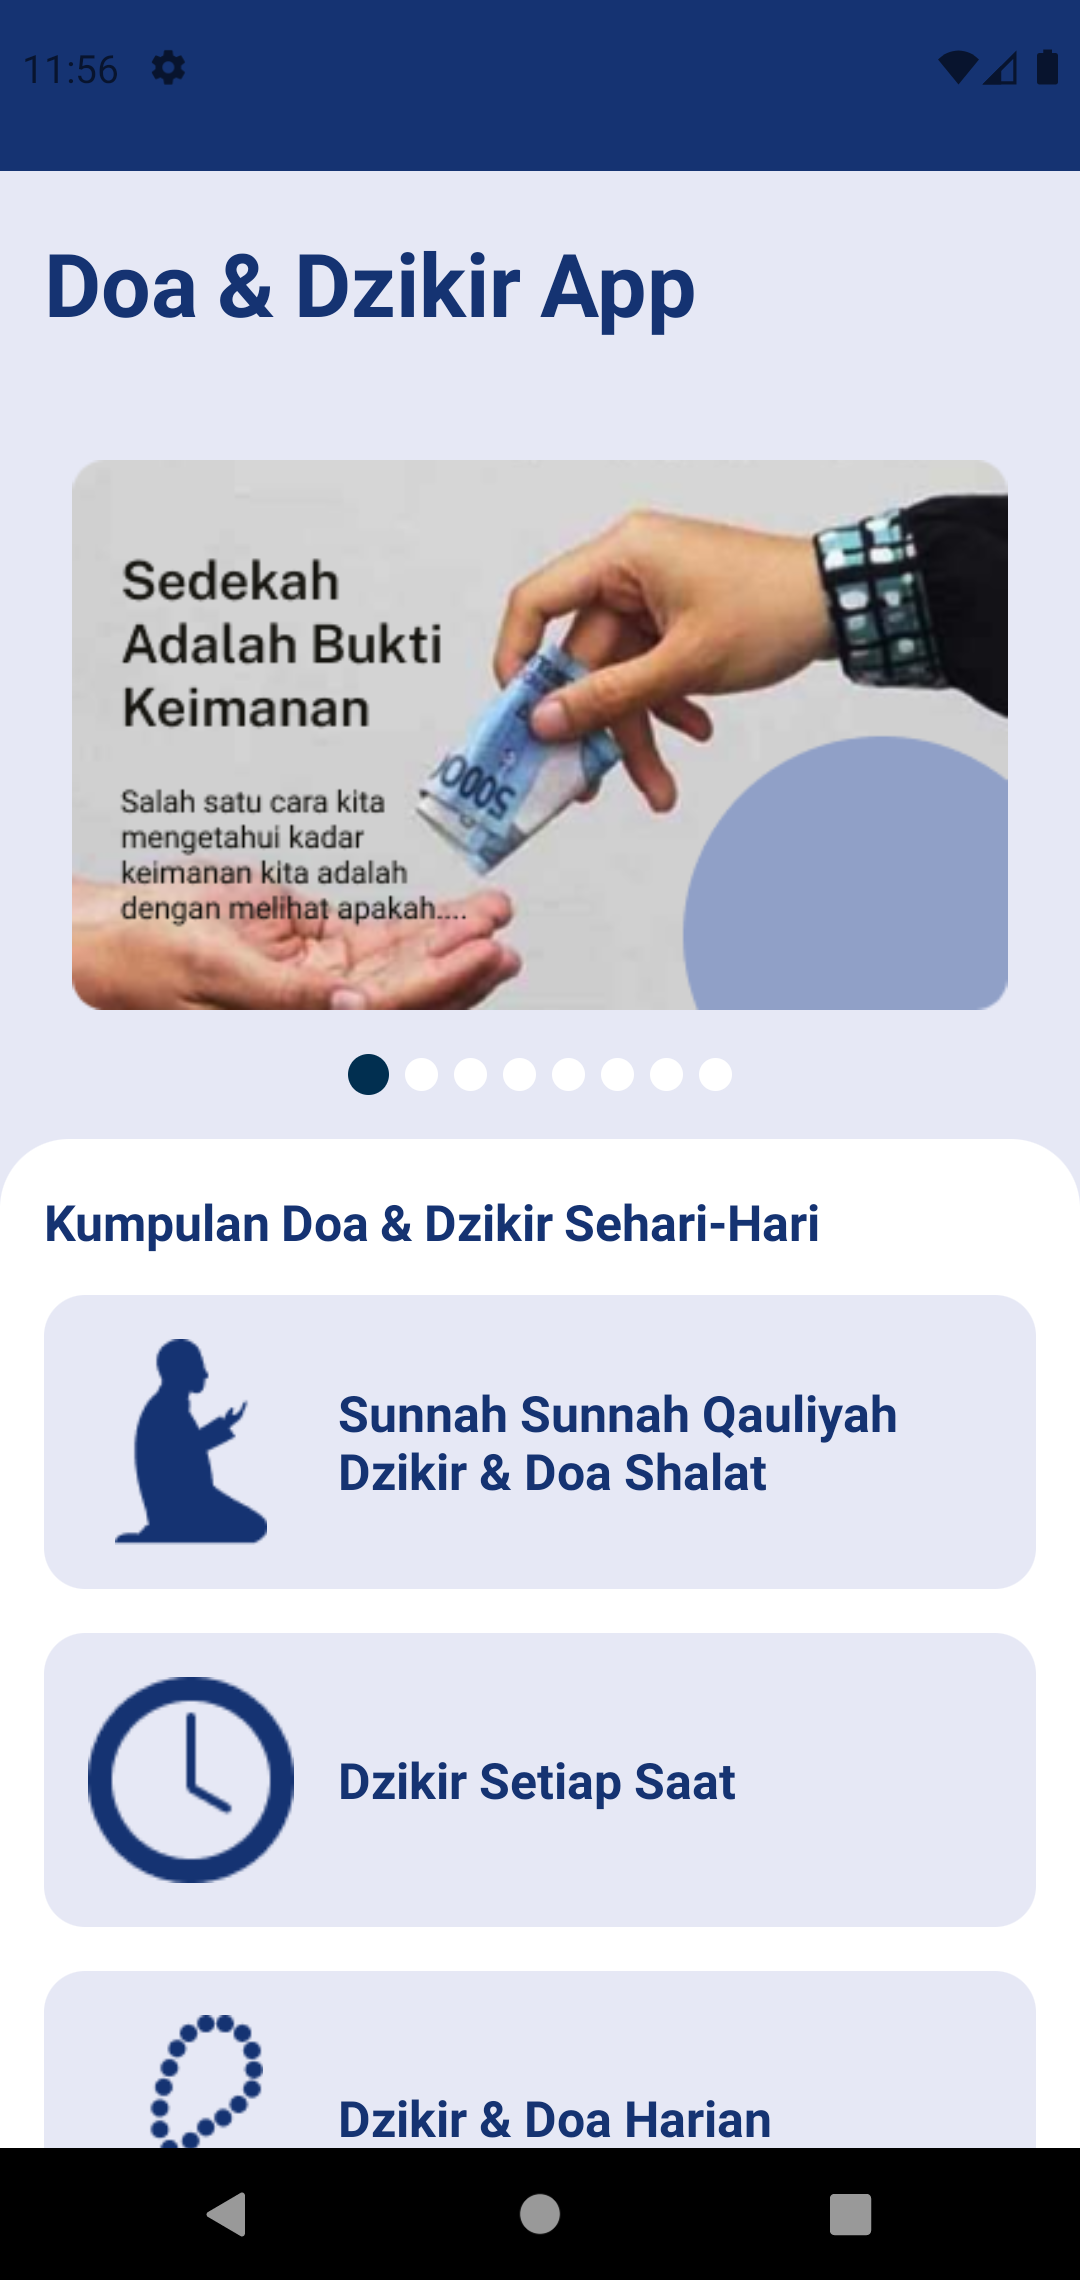 11:56
Doa & Dzikir App
Sedekah
Adalah Bukti
Keimanan
Salah satu cara kita
mengetahui kadar
keimanan kita adalah
dengan melihat apakah....
5000
Kumpulan Doa & Dzikir Sehari-Hari
Sunnah Sunnah Qauliyah
Dzikir & Doa Shalat
Dzikir Setiap Saat
Dzikir & Doa Harian